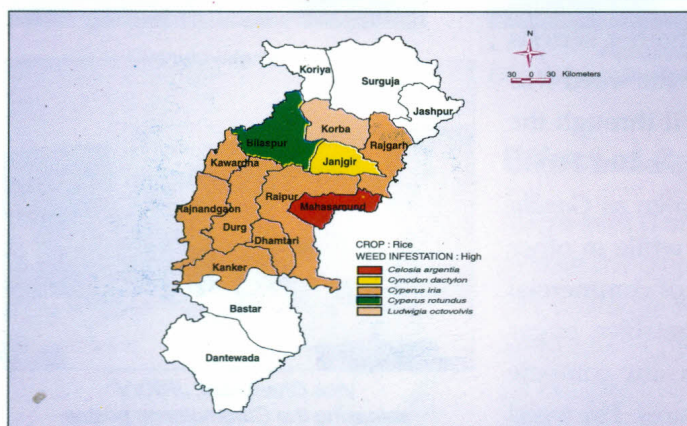 N
30 0 30 Kilometers
Koriya
Surguja
Jashpur
Korba
Bilaspur
Rajgarh
Janjgir
Kawardha
Raipur
Mahasamund
Rajnandgaon
Durg
Dhamtari
Kanker
CROP : Rice
WEED INFESTATION : High
Celosia argentia
Cynodon dactylon
Cyperus iria
Cyperus rotundus
Ludwigia octovolvis
Bastar
Dantewada